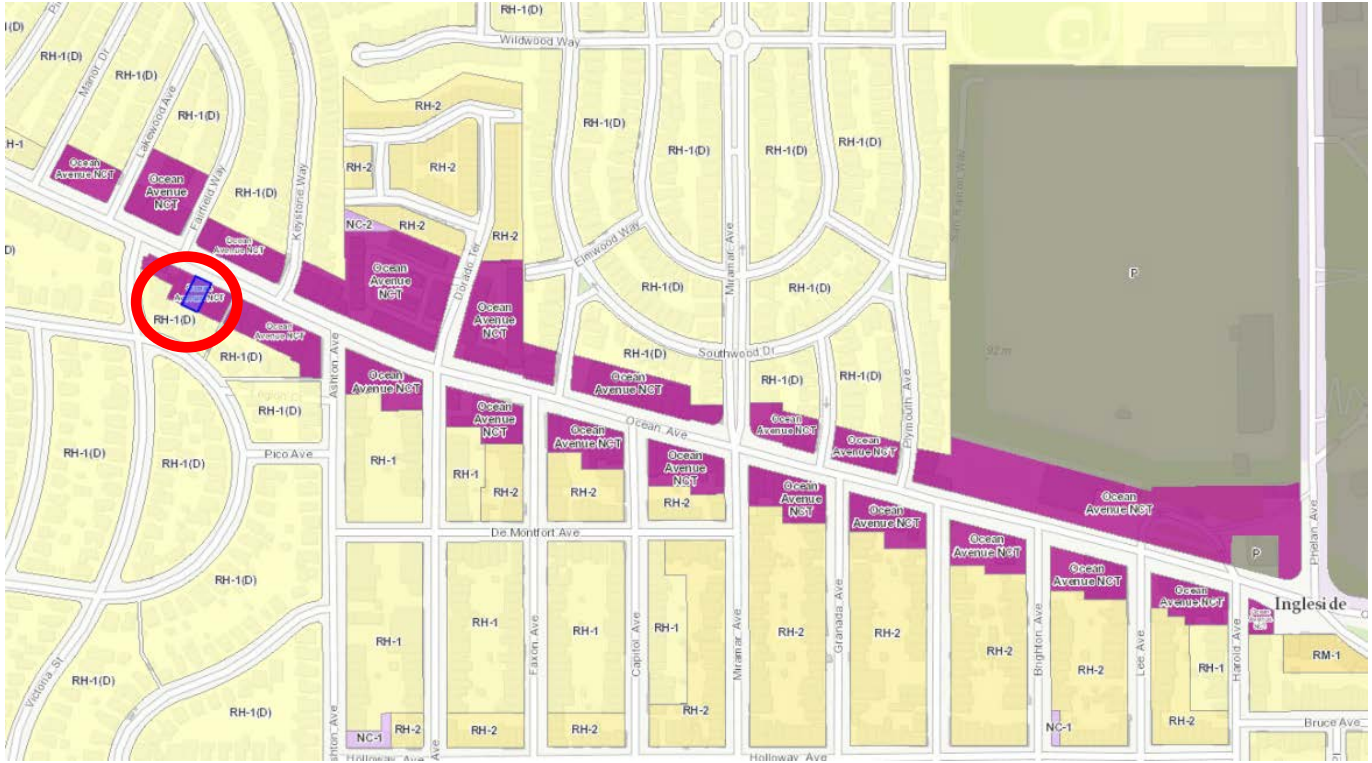 RH-1(D)
Wildwood Way
RH-1(D)
Manor Dr
RH-1(D)
Lakewood Ave
RH-1(D)
RH-2
RH-1(D)
RH-1(D)
RH-1(D)
RH-1(D)
RH-2
RH-2
Ocean
Avenue NCT
Ocean
Avenue
NCT
Fairfield Way
RH-1(D)
Keystone Way
NC-2
RH-2
RH-2
Dorado Ter
Elmwood Way
Miramar Ave
San Ramon Way
Ocean
Avenue NCT
Ocean
Avenue
NCT
Ocean
Avenue
NCT
RH-1(D)
RH-1(D)
P
RH-1(D)
Ocean
Avenue NCT
RH-1(D)
Ashton Ave
RH-1(D)
Southwood Dr
92m
RH-1(D)
RH-1(D)
Plymouth Ave
Ocean
Avenue NCT
Ocean
Avenue NCT
RH-1(D)
Ocean
Avenue
NCT
Ocean Ave
Ocean
Avenue NCT
Ocean
Avenue NCT
Ocean
Avenue NCT
RH-1(D)
RH-1(D)
Pico Ave
RH-1
RH-1
RH-2
RH-2
Ocean
Avenue
NCT
RH-2
Ocean
Avenue
NCT
Ocean
Avenue NCT
Ocean
Avenue NCT
Phelan Ave
De Montfort Ave
Ocean
Avenue NCT
P
Ocean
Avenue NCT
Ocean
Avenue NCT
Ingleside
RH-1(D)
RH-1
RH-1
RH-1
RH-1
RH-2
RH-2
RH-2
RH-2
RH-1
RM-1
Faxon Ave
Capitol Ave
Miramar Ave
Granada Ave
Brighton Ave
Lee Ave
Harold Ave
Victoria St
RH-1(D)
RH-1(D)
RH-2
NC-1
RH-2
RH-2
RH-2
NC-1
RH-2
Bruce Ave
Holloway Ave
Holloway Ave